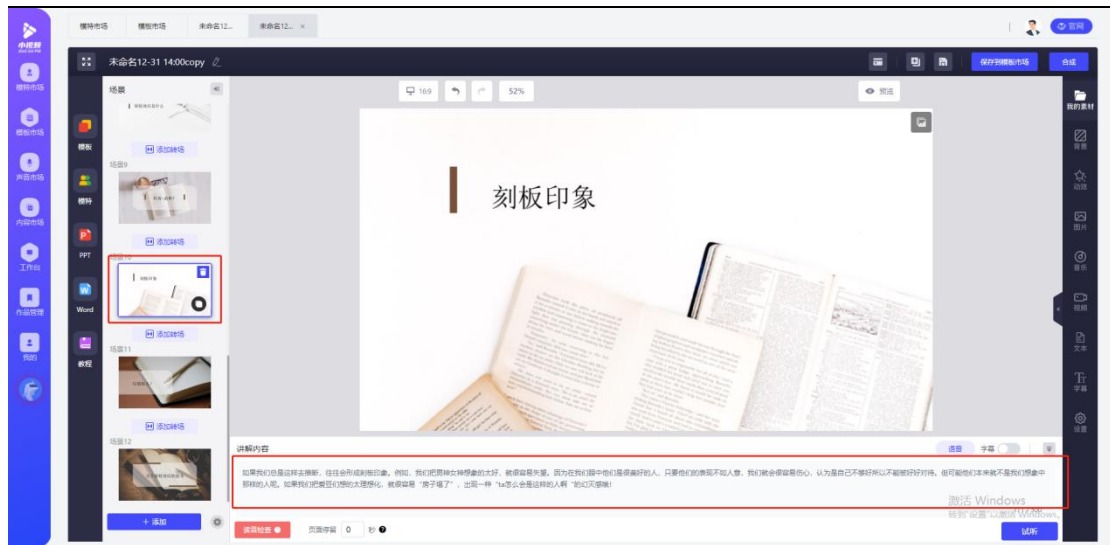 模特市场
模板市场
未命名12...
未命名12... ×
官网
小视频
模特市场
模板市场
声音市场
内容市场
工作台
作品管理
我的
未命名12-31 14:00copy
保存到模板市场
合成
模板
模特
PPT
Word
教程
场景
添加转场
场景9
添加转场
场景10
刻板印象
添加转场
场景11
添加转场
场景12
+ 添加
16:9
52%
预览
刻板印象
我的素材
背景
动效
图片
音乐
视频
文本
字幕
设置
讲解内容
语音
字幕
如果我们总是这样去推断，往往会形成刻板印象。例如，我们把男神女神想象的太好，就很容易失望。因为在我们眼中他们是很美好的人，只要他们的表现不如人意，我们就会很容易伤心，认为是自己不够好所以不能被好好对待。但可能他们本来就不是我们想象中
那样的人呢。如果我们把爱豆们想的太理想化，就很容易“房子塌了”，出现一种“ta怎么会是这样的人啊”的幻灭感哦！
激活 Windows
转到“设置”以激活 Windows。
读音检查
页面停留 0 秒
试听